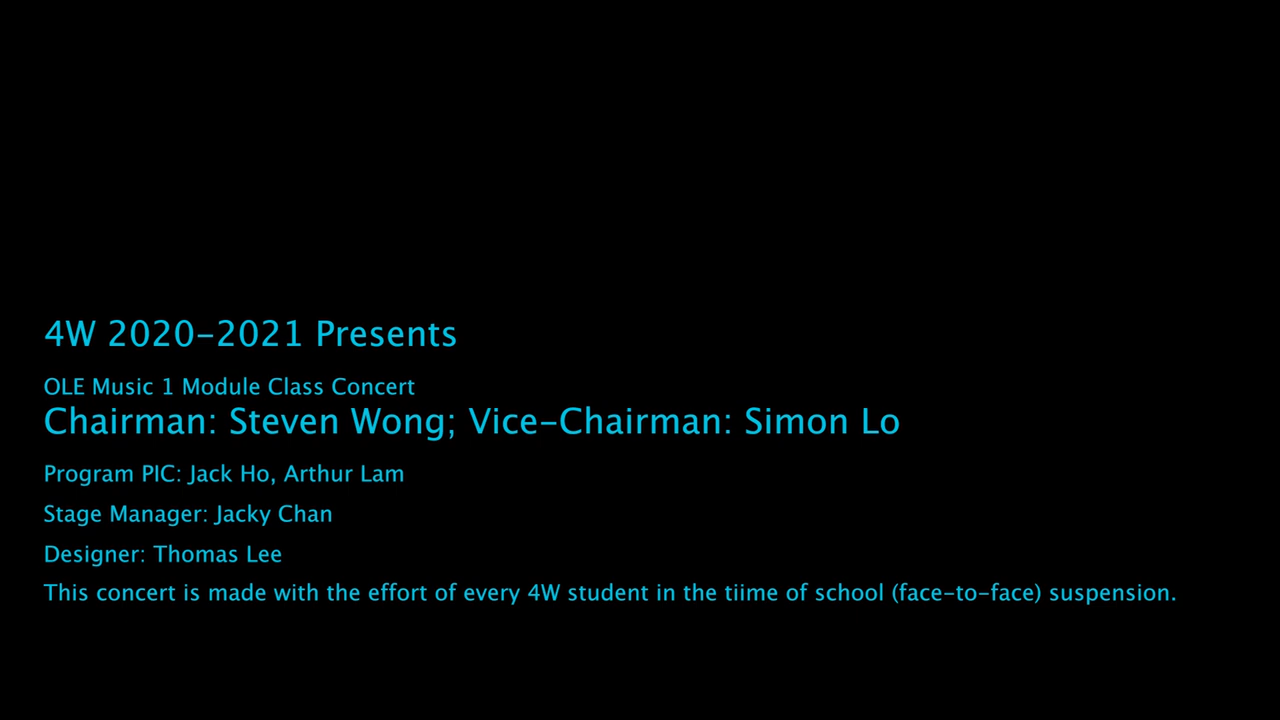 4W 2020-2021 Presents
OLE Music 1 Module Class Concert
Chairman: Steven Wong; Vice-Chairman: Simon Lo
Program PIC: Jack Ho, Arthur Lam
Stage Manager: Jacky Chan
Designer: Thomas Lee
This concert is made with the effort of every 4W student in the tiime of school (face-to-face) suspension.